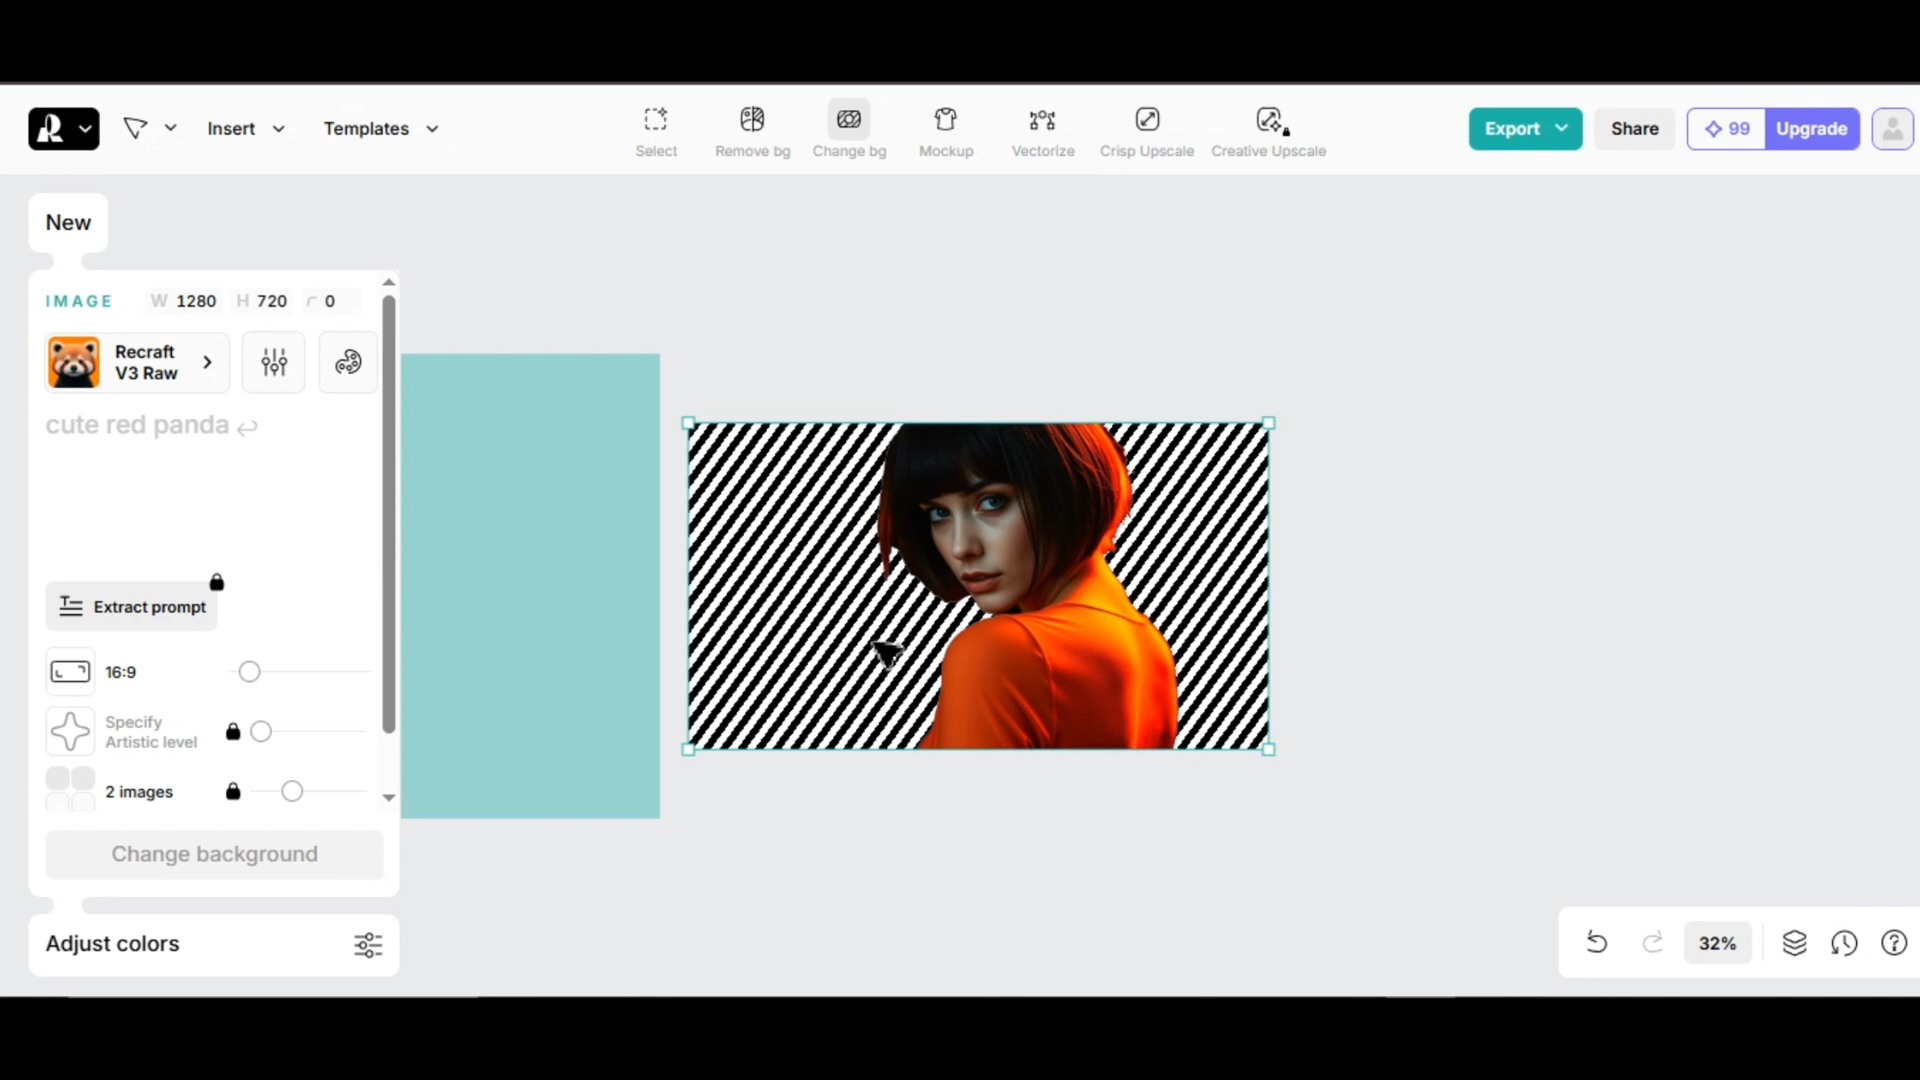 Insert
Templates
Select
Remove bg
Change bg
Mockup
Vectorize
Crisp Upscale
Creative Upscale
Export
Share
99
Upgrade
New
IMAGE
W 1280
H 720
0
Recraft
V3 Raw
cute red panda
Extract prompt
16:9
Specify
Artistic level
2 images
Change background
Adjust colors
32%